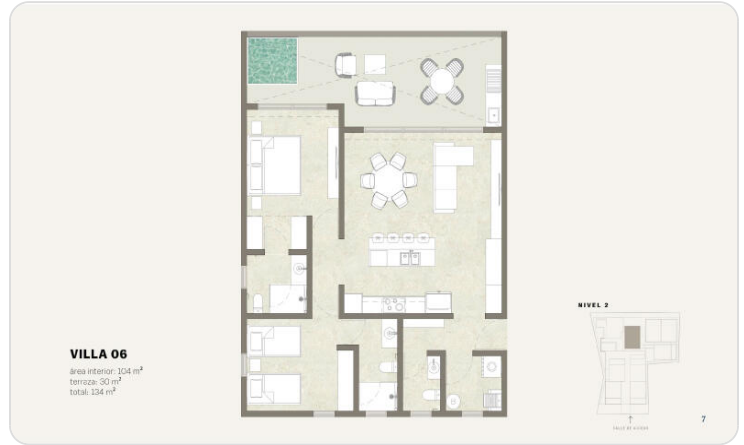 VILLA 06
área interior: 104 m²
terraza: 30 m²
total: 134 m²
NIVEL 2
7